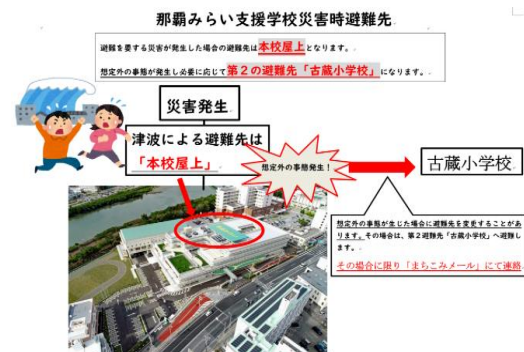 那覇みらい支援学校災害時避難先
避難を要する災害が発生した場合の避難先は本校屋上となります。
想定外の事態が発生し必要に応じて第2の避難先「古蔵小学校」になります。
災害発生
津波による避難先は
「本校屋上」
想定外の事態発生！
古蔵小学校
想定外の事態が生じた場合に避難先を変更することがあ
ります。その場合は、第2避難先「古蔵小学校」へ避難し
ます。
その場合に限り「まちこみメール」にて連絡